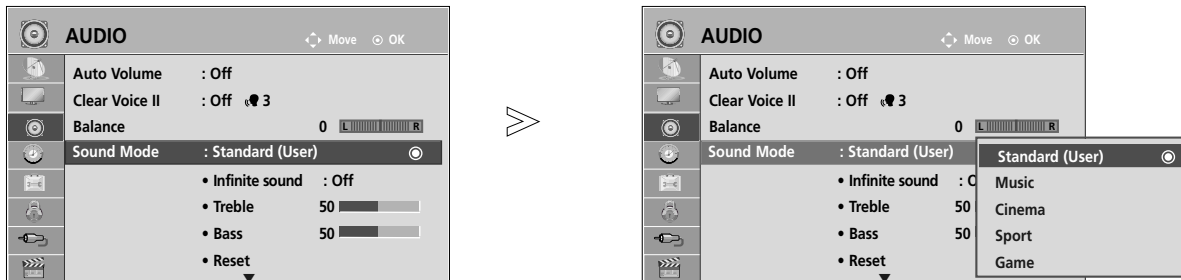 AUDIO Move OK
Auto Volume : Off
Clear Voice II : Off 3
Balance 0 L R
Sound Mode : Standard (User)
• Infinite sound : Off
• Treble 50
• Bass 50
• Reset
AUDIO Move OK
Auto Volume : Off
Clear Voice II : Off 3
Balance 0 L R
Sound Mode : Standard (User)
• Infinite sound : O
• Treble 50
• Bass 50
• Reset
Standard (User)
Music
Cinema
Sport
Game